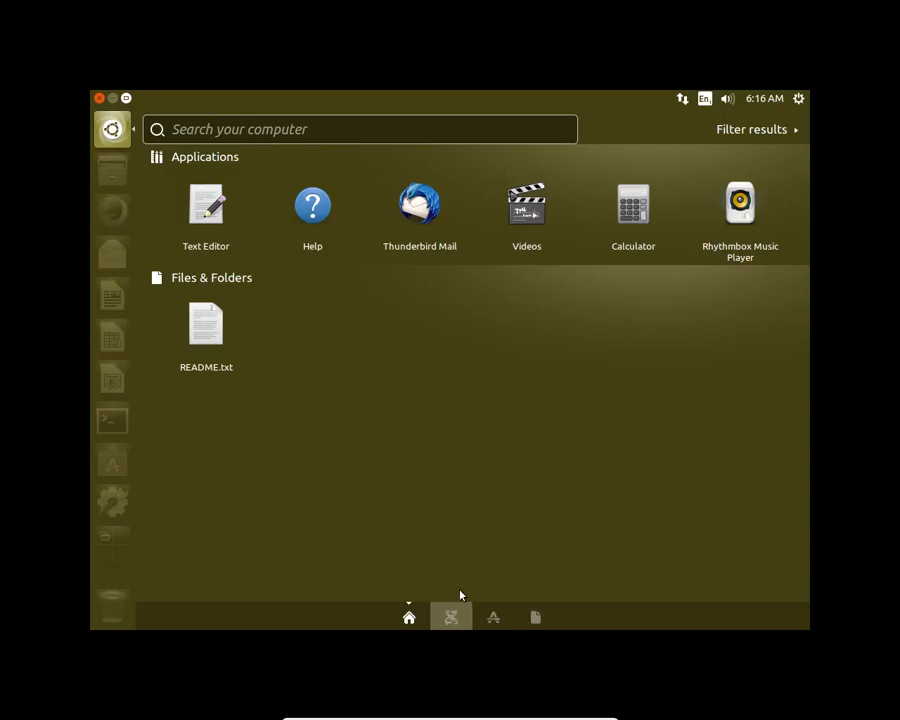 En₁
6:16 AM
Search your computer
Filter results
Applications
Text Editor
Help
Thunderbird Mail
Videos
Calculator
Rhythmbox Music
Player
Files & Folders
README.txt